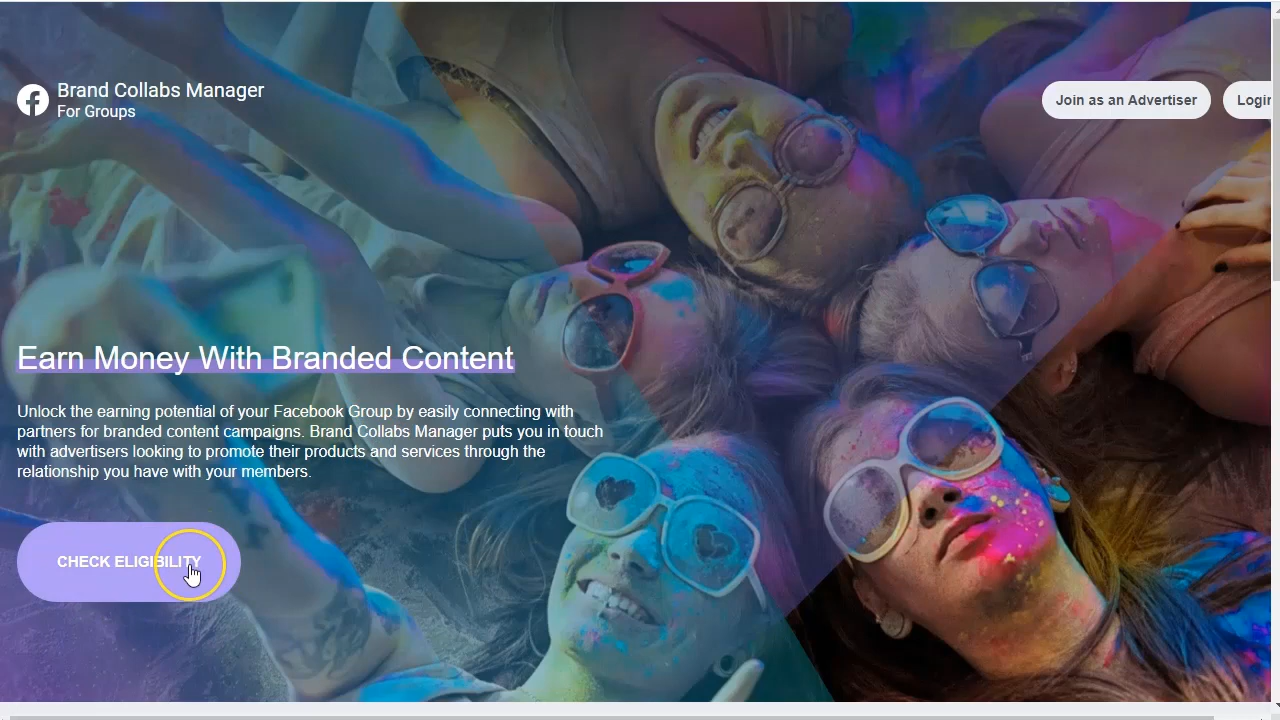 Brand Collabs Manager
For Groups
Join as an Advertiser
Login
Earn Money With Branded Content
Unlock the earning potential of your Facebook Group by easily connecting with
partners for branded content campaigns. Brand Collabs Manager puts you in touch
with advertisers looking to promote their products and services through the
relationship you have with your members.
CHECK ELIGIBILITY